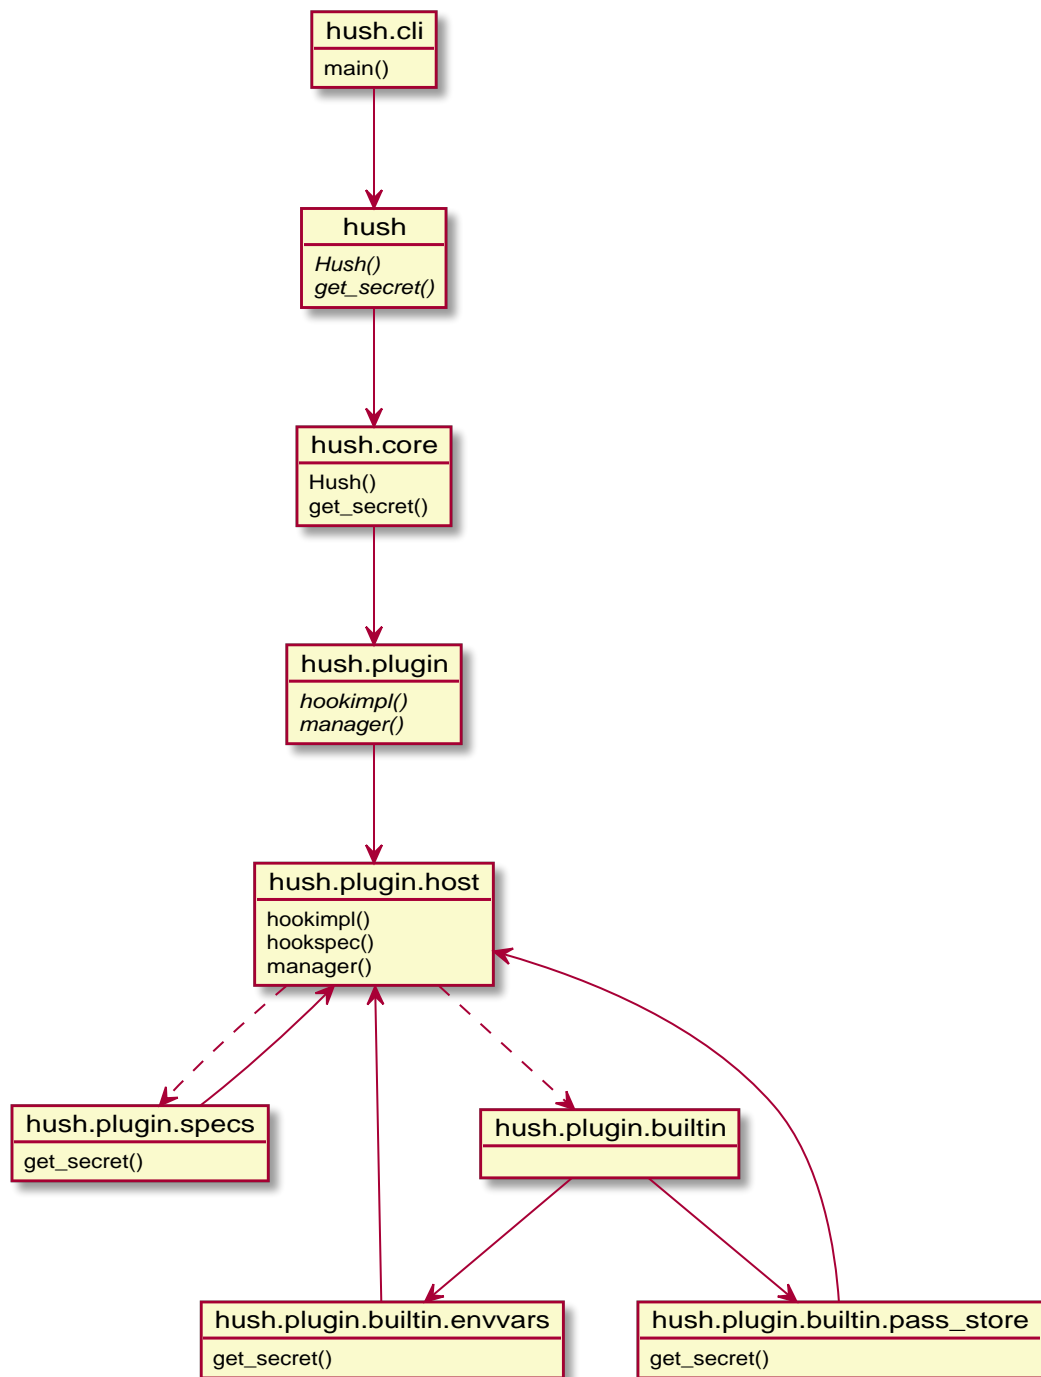 hush.cli
main()
hush
Hush()
get_secret()
hush.core
Hush()
get_secret()
hush.plugin
hookimpl()
manager()
hush.plugin.host
hookimpl()
hookspec()
manager()
hush.plugin.specs
get_secret()
hush.plugin.builtin
hush.plugin.builtin.envvars
get_secret()
hush.plugin.builtin.pass_store
get_secret()